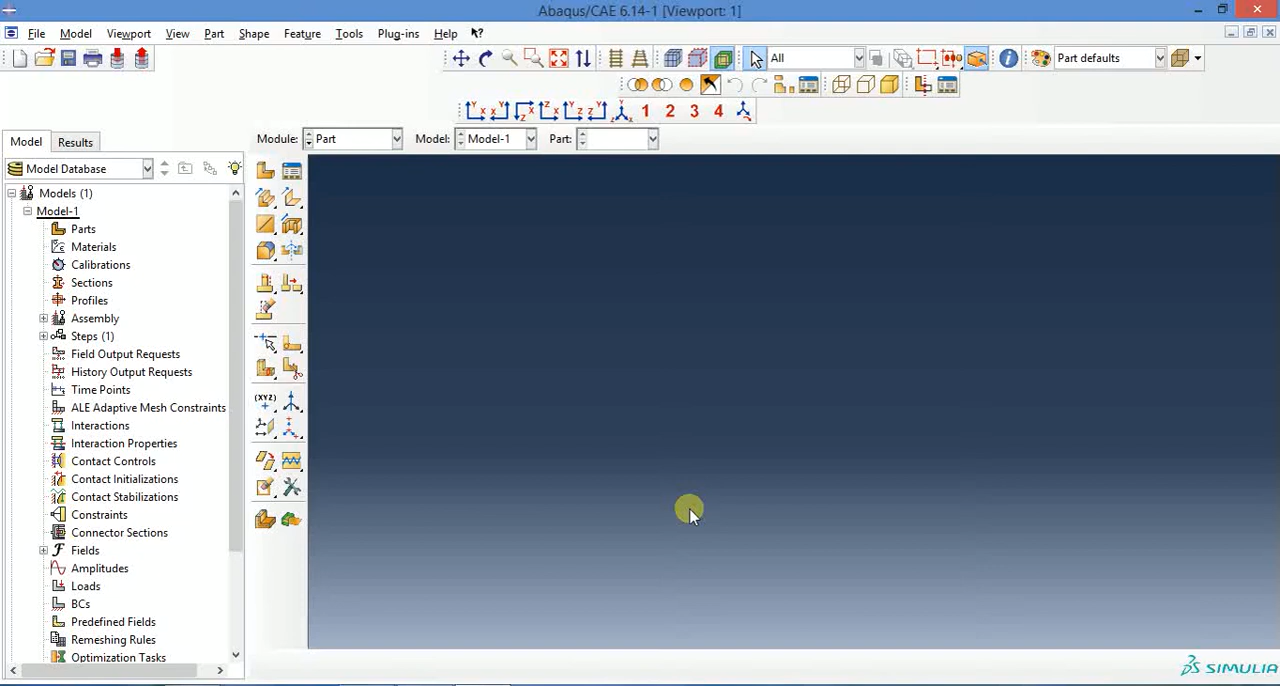 Abaqus/CAE 6.14-1 [Viewport: 1]
File Model Viewport View Part Shape Feature Tools Plug-ins Help
All
Part defaults
1 2 3 4
Model Results
Module: Part Model: Model-1 Part:
Model Database
(XYZ)
Models (1)
Model-1
Parts
Materials
Calibrations
Sections
Profiles
Assembly
Steps (1)
Field Output Requests
History Output Requests
Time Points
ALE Adaptive Mesh Constraints
Interactions
Interaction Properties
Contact Controls
Contact Initializations
Contact Stabilizations
Constraints
Connector Sections
Fields
Amplitudes
Loads
BCs
Predefined Fields
Remeshing Rules
Optimization Tasks
SIMULIA